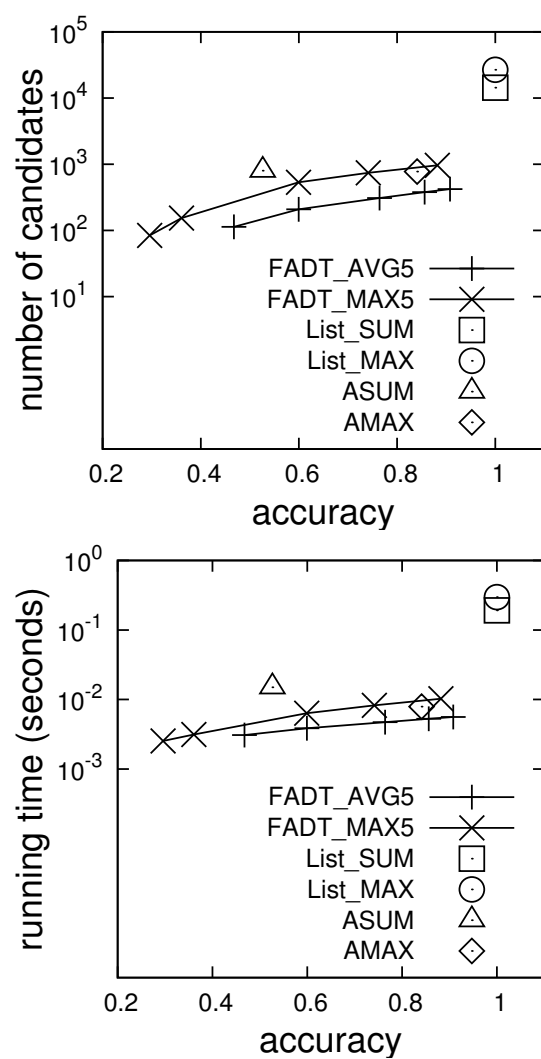 number of candidates
10^5
10^4
10^3
10^2
10^1
FADT_AVG5
FADT_MAX5
List_SUM
List_MAX
ASUM
AMAX
0.2 0.4 0.6 0.8 1
accuracy
running time (seconds)
10^0
10^-1
10^-2
10^-3
FADT_AVG5
FADT_MAX5
List_SUM
List_MAX
ASUM
AMAX
0.2 0.4 0.6 0.8 1
accuracy